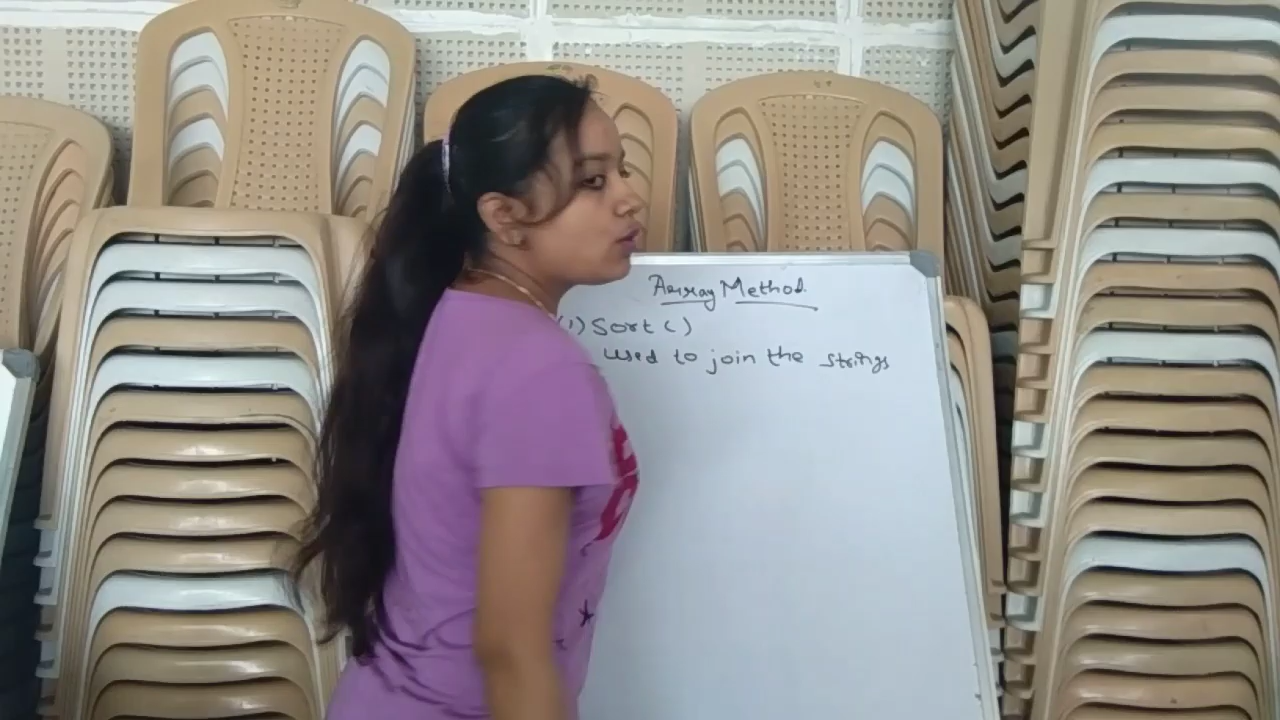 Array Method
(1) Sort ( )
used to join the strings